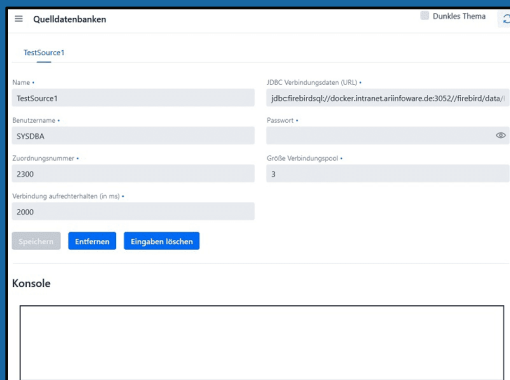 Quelldatenbanken
Dunkles Thema
TestSource1
Name •
JDBC Verbindungsdaten (URL) •
TestSource1
jdbc:firebirdsql://docker.intranet.ariinfoware.de:3052//firebird/data/
Benutzername •
Passwort •
SYSDBA
Zuordnungsnummer •
Größe Verbindungspool •
2300
3
Verbindung aufrechterhalten (in ms) •
2000
Speichern
Entfernen
Eingaben löschen
Konsole